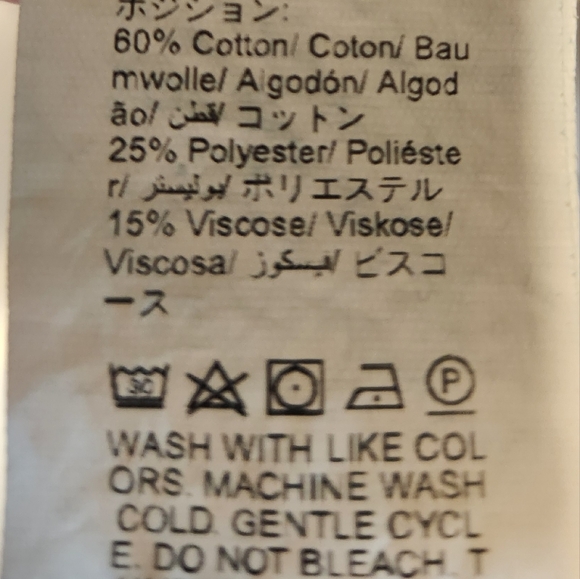 ポジション:
60% Cotton/ Coton/ Bau
mwolle/ Algodón/ Algod
ão/ قطن/ コットン
25% Polyester/ Poliéste
r/ بوليستر/ ポリエステル
15% Viscose/ Viskose/
Viscosa/ فيسكوز/ ビスコ
ース
30 P
WASH WITH LIKE COL
ORS. MACHINE WASH
COLD. GENTLE CYCL
E. DO NOT BLEACH. T